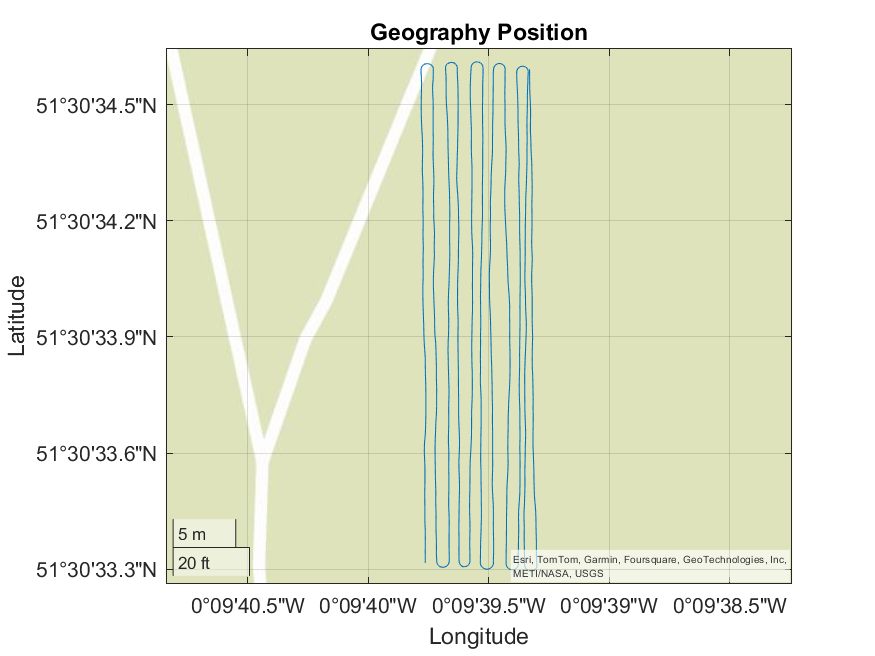 Geography Position
51°30'34.5"N
51°30'34.2"N
51°30'33.9"N
51°30'33.6"N
51°30'33.3"N
Latitude
5 m
20 ft
Esri, TomTom, Garmin, Foursquare, GeoTechnologies, Inc,
METI/NASA, USGS
0°09'40.5"W 0°09'40"W 0°09'39.5"W 0°09'39"W 0°09'38.5"W
Longitude